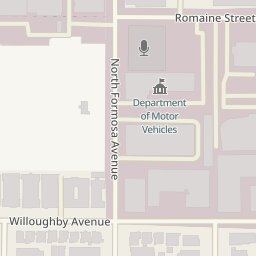 Romaine Street
North Formosa Avenue
Department
of Motor
Vehicles
Willoughby Avenue